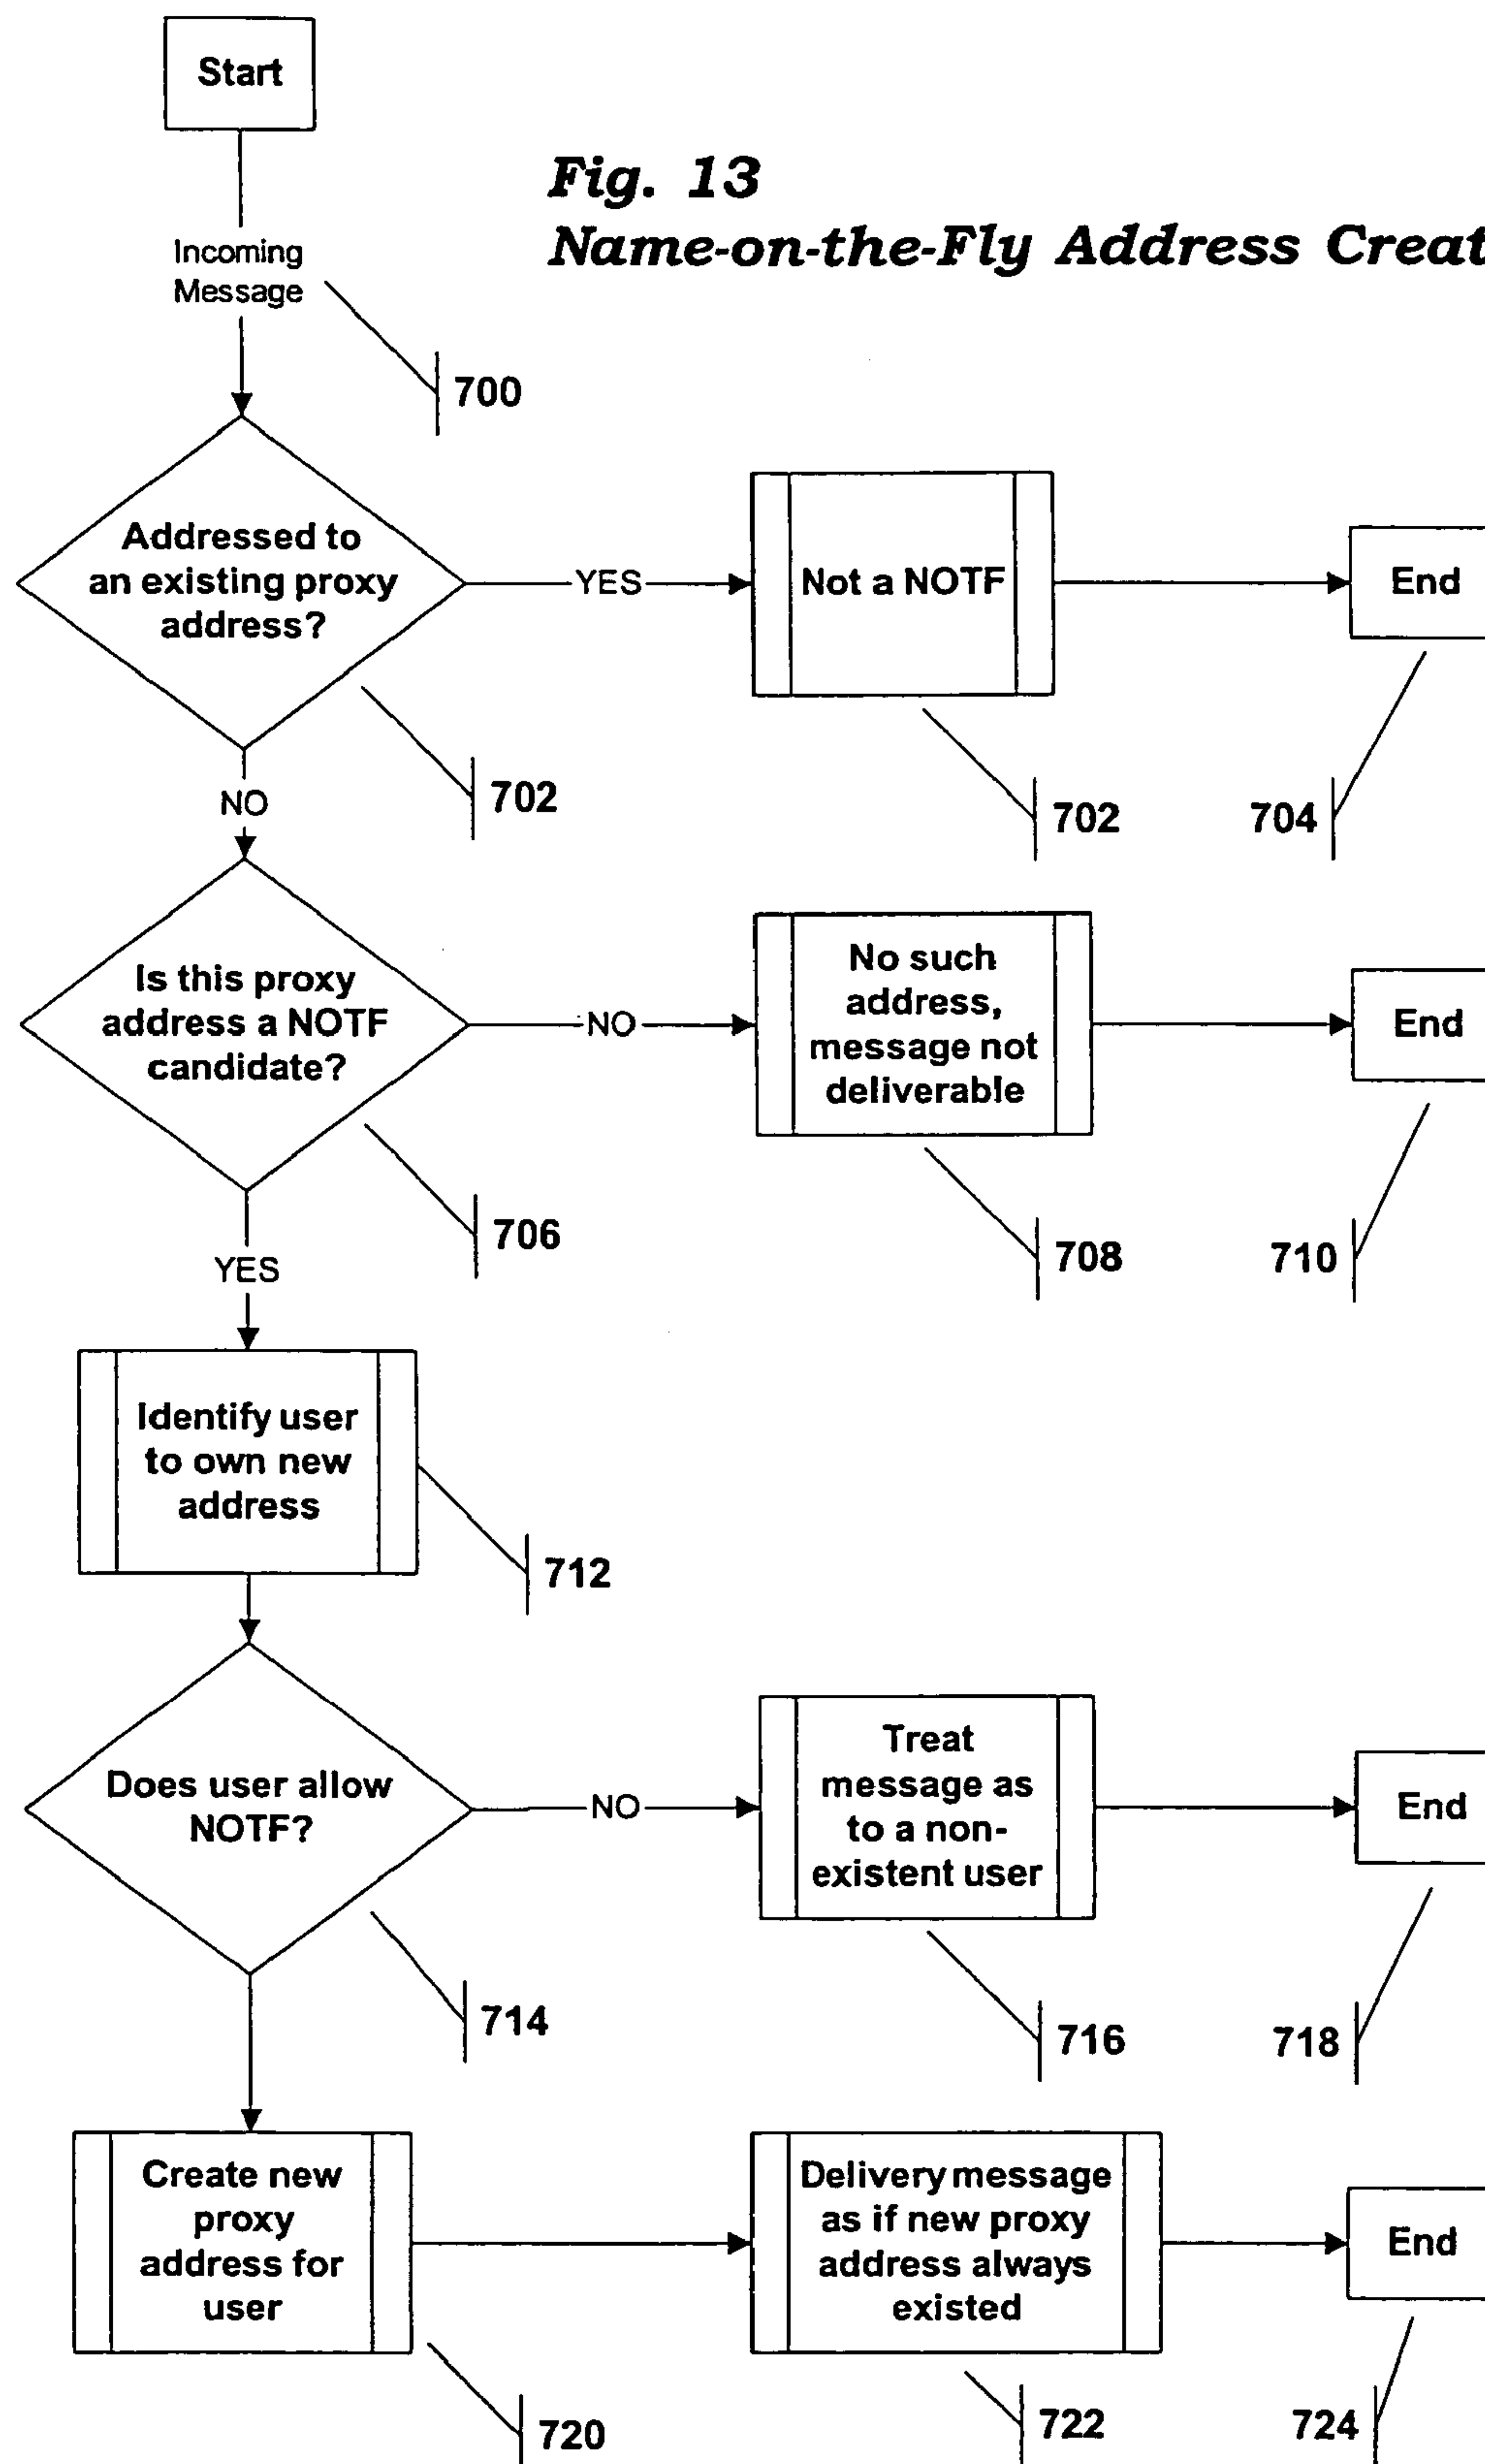 Start
Fig. 13
Name-on-the-Fly Address Creat
Incoming
Message
700
Addressed to
an existing proxy
address?
YES
Not a NOTF
End
702
702
704
NO
Is this proxy
address a NOTF
candidate?
NO
No such
address,
message not
deliverable
End
706
708
710
YES
Identify user
to own new
address
712
Does user allow
NOTF?
NO
Treat
message as
to a non-
existent user
End
714
716
718
Create new
proxy
address for
user
Delivery message
as if new proxy
address always
existed
End
720
722
724